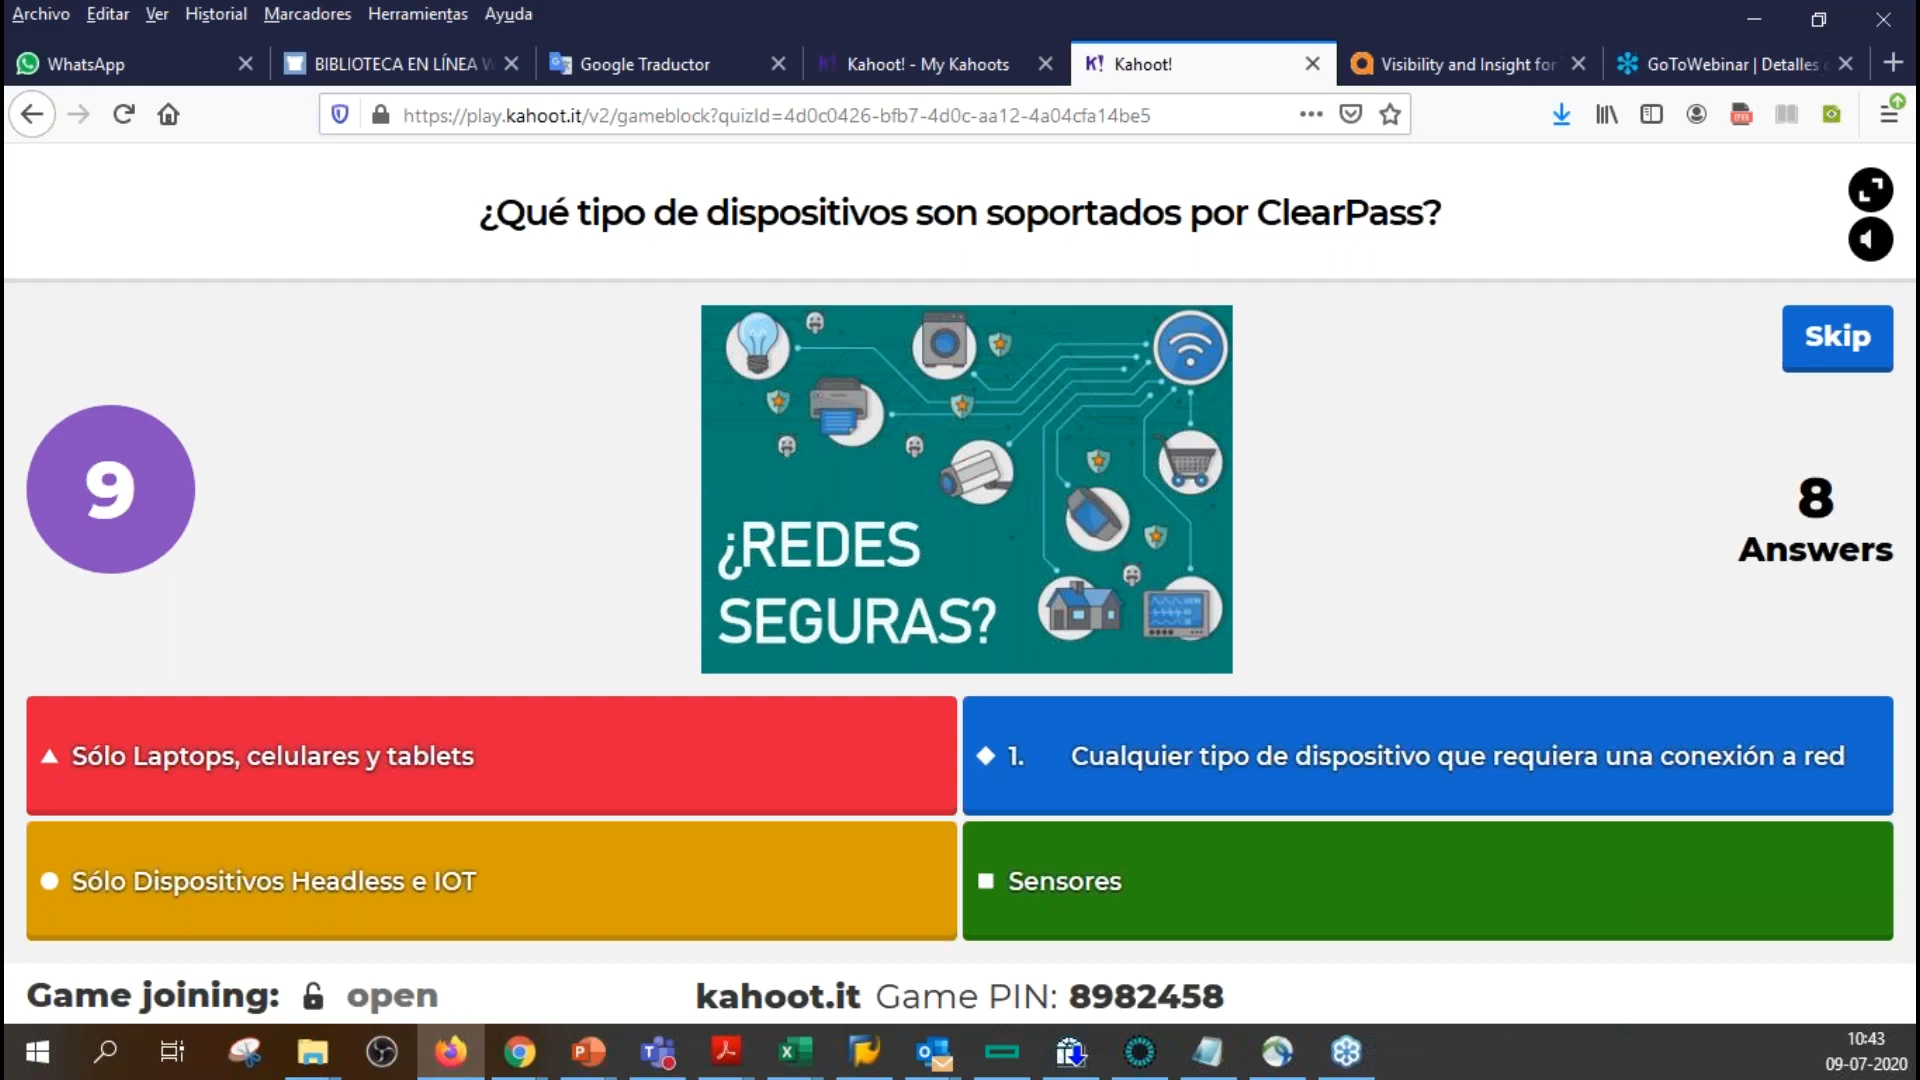 Archivo Editar Ver Historial Marcadores Herramientas Ayuda
WhatsApp
BIBLIOTECA EN LÍNEA
Google Traductor
Kahoot! - My Kahoots
Kahoot!
Visibility and Insight for
GoToWebinar | Detalles
https://play.kahoot.it/v2/gameblock?quizId=4d0c0426-bfb7-4d0c-aa12-4a04cfa14be5
¿Qué tipo de dispositivos son soportados por ClearPass?
Skip
9
¿REDES
SEGURAS?
8
Answers
Sólo Laptops, celulares y tablets
1. Cualquier tipo de dispositivo que requiera una conexión a red
Sólo Dispositivos Headless e IOT
Sensores
Game joining: open
kahoot.it Game PIN: 8982458
10:43
09-07-2020